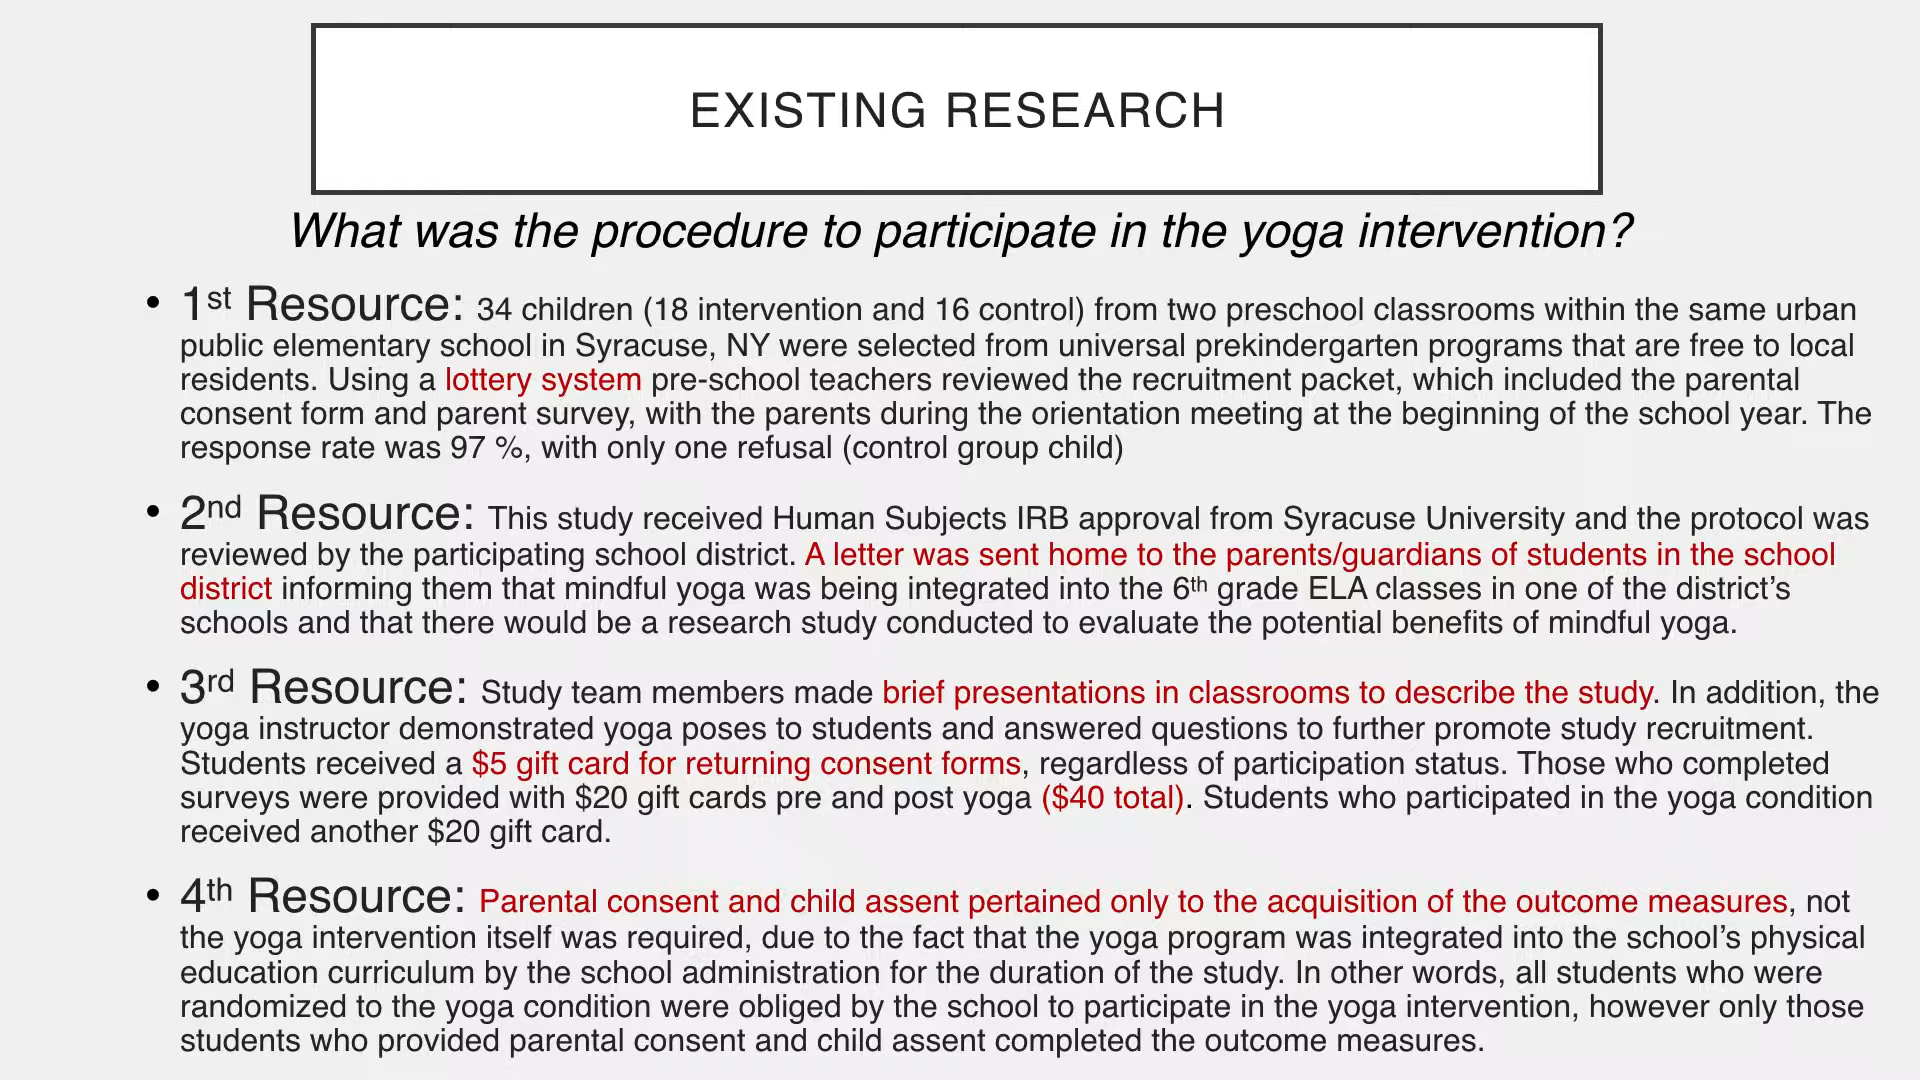 EXISTING RESEARCH
What was the procedure to participate in the yoga intervention?
• 1st Resource: 34 children (18 intervention and 16 control) from two preschool classrooms within the same urban
public elementary school in Syracuse, NY were selected from universal prekindergarten programs that are free to local
residents. Using a lottery system pre-school teachers reviewed the recruitment packet, which included the parental
consent form and parent survey, with the parents during the orientation meeting at the beginning of the school year. The
response rate was 97 %, with only one refusal (control group child)
• 2nd Resource: This study received Human Subjects IRB approval from Syracuse University and the protocol was
reviewed by the participating school district. A letter was sent home to the parents/guardians of students in the school
district informing them that mindful yoga was being integrated into the 6th grade ELA classes in one of the district’s
schools and that there would be a research study conducted to evaluate the potential benefits of mindful yoga.
• 3rd Resource: Study team members made brief presentations in classrooms to describe the study. In addition, the
yoga instructor demonstrated yoga poses to students and answered questions to further promote study recruitment.
Students received a $5 gift card for returning consent forms, regardless of participation status. Those who completed
surveys were provided with $20 gift cards pre and post yoga ($40 total). Students who participated in the yoga condition
received another $20 gift card.
• 4th Resource: Parental consent and child assent pertained only to the acquisition of the outcome measures, not
the yoga intervention itself was required, due to the fact that the yoga program was integrated into the school’s physical
education curriculum by the school administration for the duration of the study. In other words, all students who were
randomized to the yoga condition were obliged by the school to participate in the yoga intervention, however only those
students who provided parental consent and child assent completed the outcome measures.